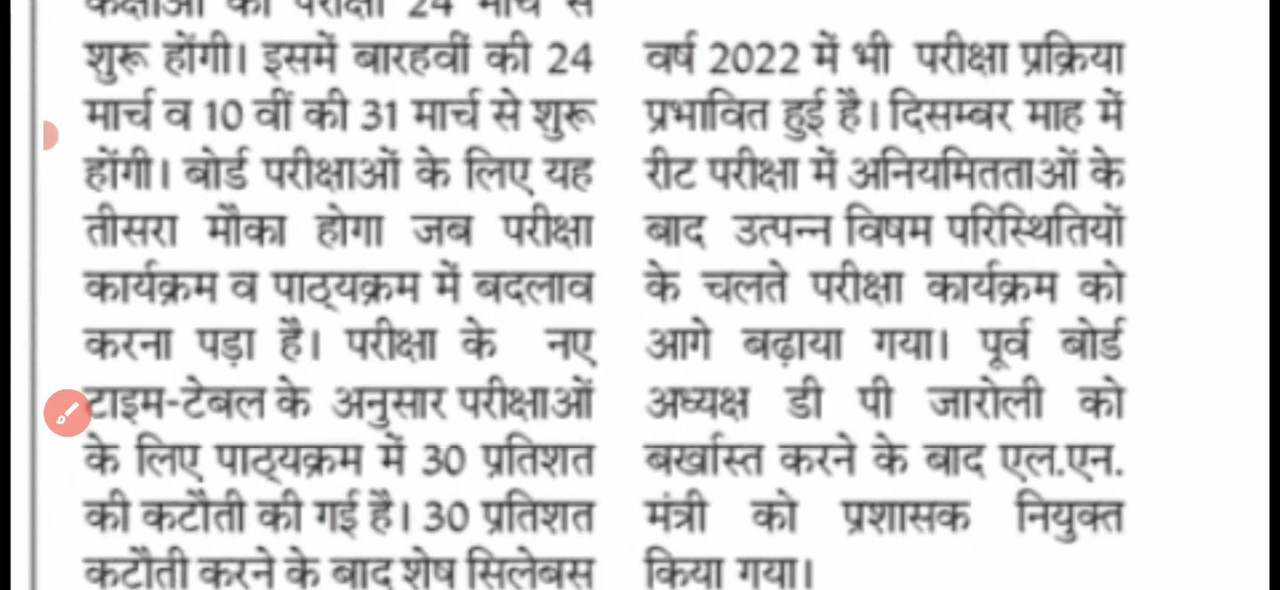 कक्षाओं की परीक्षा 24 मार्च से
शुरू होंगी। इसमें बारहवीं की 24
मार्च व 10 वीं की 31 मार्च से शुरू
होंगी। बोर्ड परीक्षाओं के लिए यह
तीसरा मौका होगा जब परीक्षा
कार्यक्रम व पाठ्यक्रम में बदलाव
करना पड़ा है। परीक्षा के नए
टाइम-टेबल के अनुसार परीक्षाओं
के लिए पाठ्यक्रम में 30 प्रतिशत
की कटौती की गई है। 30 प्रतिशत
कटौती करने के बाद शेष सिलेबस
वर्ष 2022 में भी परीक्षा प्रक्रिया
प्रभावित हुई है। दिसम्बर माह में
रीट परीक्षा में अनियमितताओं के
बाद उत्पन्न विषम परिस्थितियों
के चलते परीक्षा कार्यक्रम को
आगे बढ़ाया गया। पूर्व बोर्ड
अध्यक्ष डी पी जारोली को
बर्खास्त करने के बाद एल.एन.
मंत्री को प्रशासक नियुक्त
किया गया।